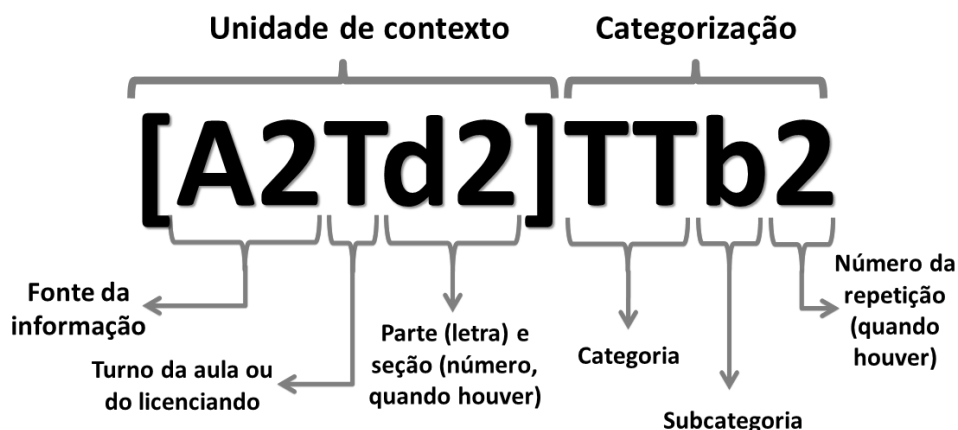 Unidade de contexto
Categorização
[A2Td2]TTb2
Fonte da
informação
Turno da aula ou
do licenciando
Parte (letra) e
seção (número,
quando houver)
Categoria
Subcategoria
Número da
repetição
(quando
houver)